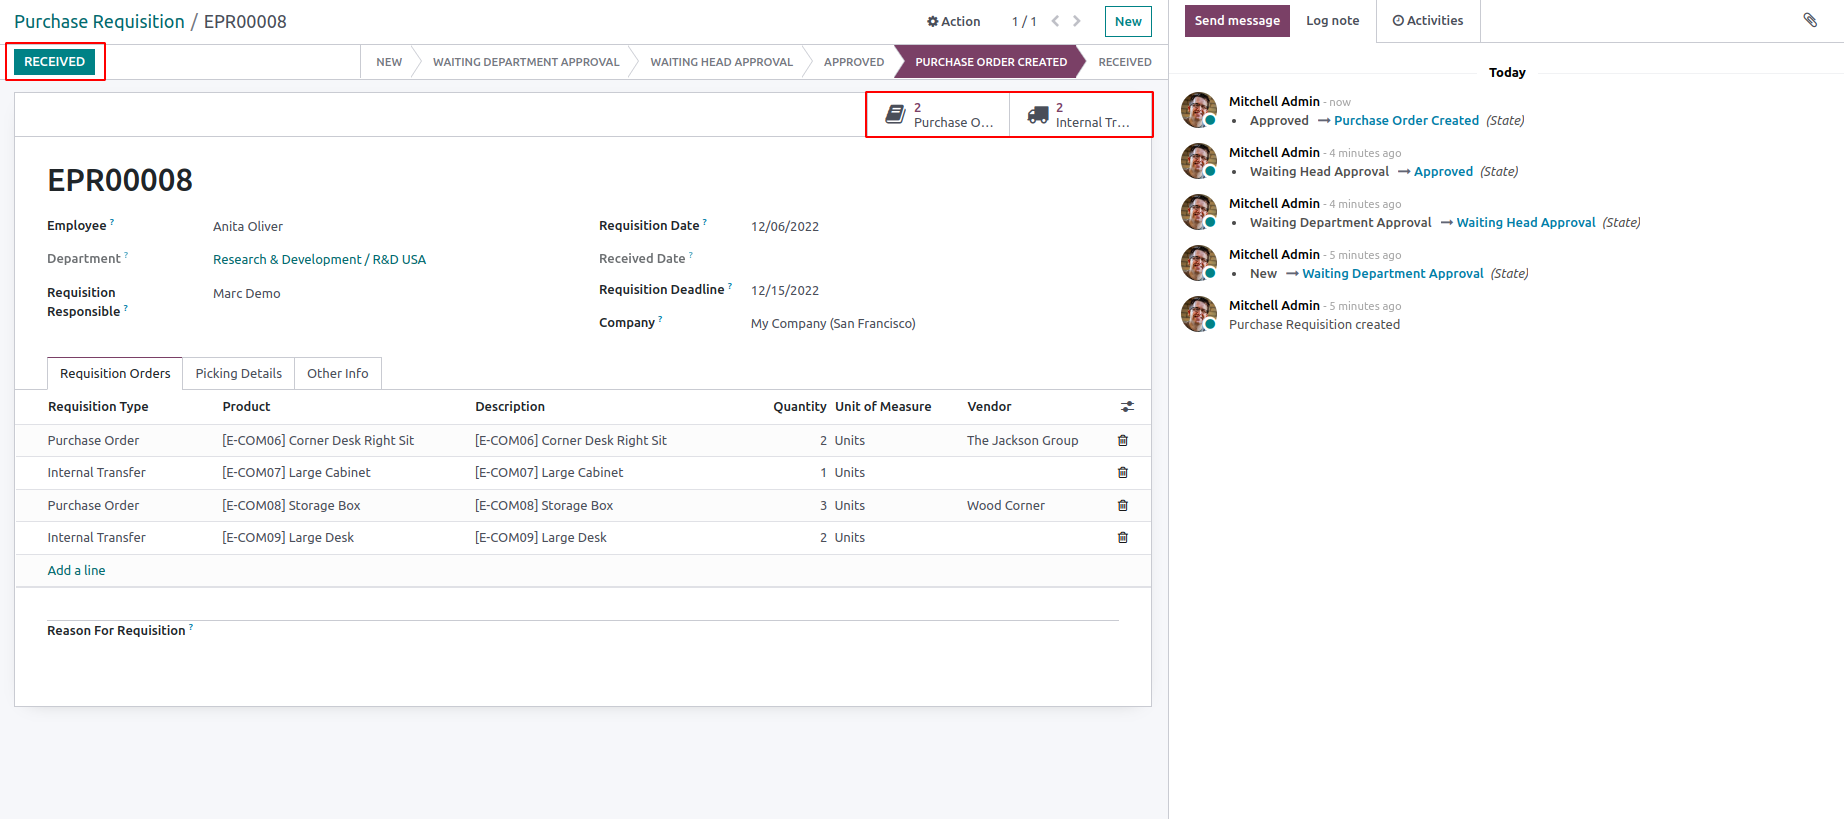 Purchase Requisition / EPR00008
Action
1 / 1
New
RECEIVED
NEW
WAITING DEPARTMENT APPROVAL
WAITING HEAD APPROVAL
APPROVED
PURCHASE ORDER CREATED
RECEIVED
2
Purchase O...
2
Internal Tr...
EPR00008
Employee ?
Anita Oliver
Department ?
Research & Development / R&D USA
Requisition
Responsible ?
Marc Demo
Requisition Date ?
12/06/2022
Received Date ?
Requisition Deadline ?
12/15/2022
Company ?
My Company (San Francisco)
Requisition Orders
Picking Details
Other Info
Requisition Type Product Description Quantity Unit of Measure Vendor
Purchase Order [E-COM06] Corner Desk Right Sit [E-COM06] Corner Desk Right Sit 2 Units The Jackson Group
Internal Transfer [E-COM07] Large Cabinet [E-COM07] Large Cabinet 1 Units
Purchase Order [E-COM08] Storage Box [E-COM08] Storage Box 3 Units Wood Corner
Internal Transfer [E-COM09] Large Desk [E-COM09] Large Desk 2 Units
Add a line
Reason For Requisition ?
Send message
Log note
Activities
Today
Mitchell Admin - now
• Approved → Purchase Order Created (State)
Mitchell Admin - 4 minutes ago
• Waiting Head Approval → Approved (State)
Mitchell Admin - 4 minutes ago
• Waiting Department Approval → Waiting Head Approval (State)
Mitchell Admin - 5 minutes ago
• New → Waiting Department Approval (State)
Mitchell Admin - 5 minutes ago
Purchase Requisition created